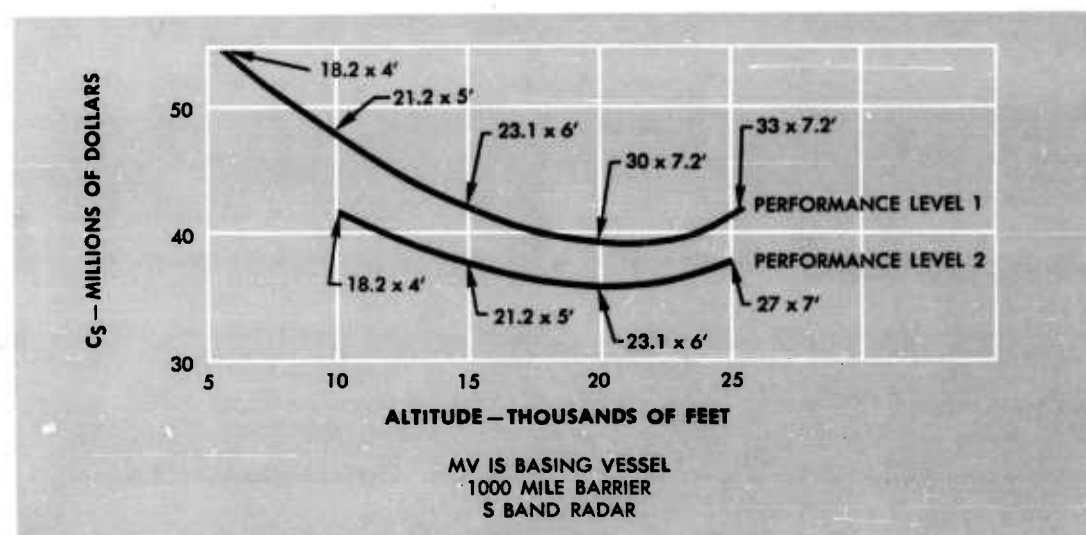 C$ — MILLIONS OF DOLLARS
50
40
30
18.2 x 4'
21.2 x 5'
23.1 x 6'
30 x 7.2'
33 x 7.2'
PERFORMANCE LEVEL 1
PERFORMANCE LEVEL 2
18.2 x 4'
21.2 x 5'
23.1 x 6'
27 x 7'
5 10 15 20 25
ALTITUDE—THOUSANDS OF FEET
MV IS BASING VESSEL
1000 MILE BARRIER
S BAND RADAR